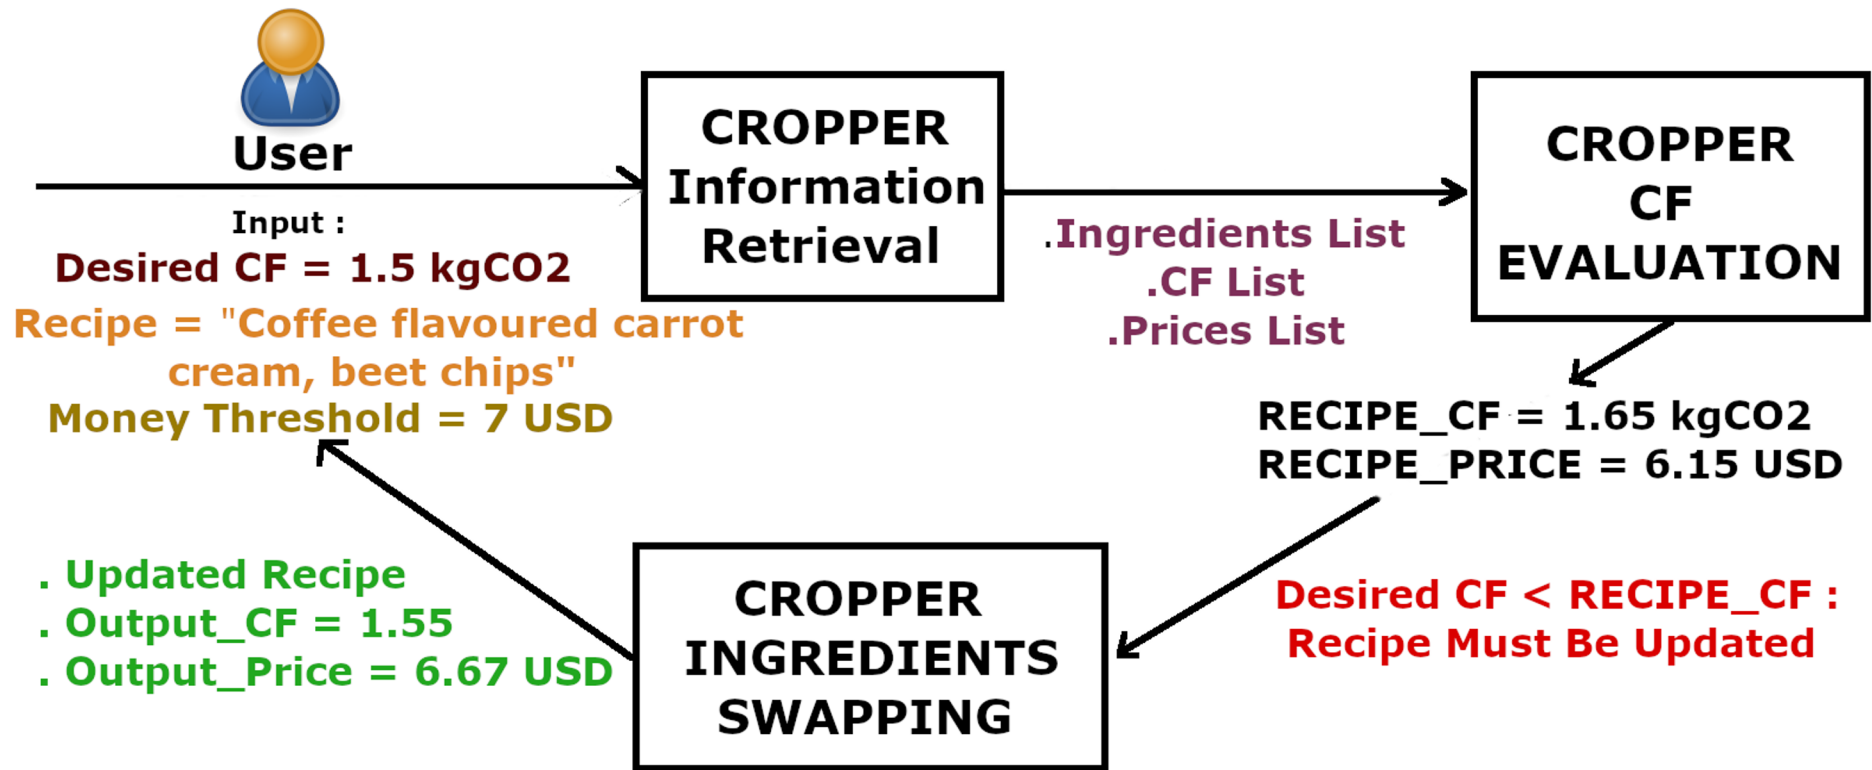 User
Input :
Desired CF = 1.5 kgCO2
Recipe = "Coffee flavoured carrot
cream, beet chips"
Money Threshold = 7 USD
CROPPER
Information
Retrieval
.Ingredients List
.CF List
.Prices List
CROPPER
CF
EVALUATION
RECIPE_CF = 1.65 kgCO2
RECIPE_PRICE = 6.15 USD
Desired CF < RECIPE_CF :
Recipe Must Be Updated
CROPPER
INGREDIENTS
SWAPPING
. Updated Recipe
. Output_CF = 1.55
. Output_Price = 6.67 USD